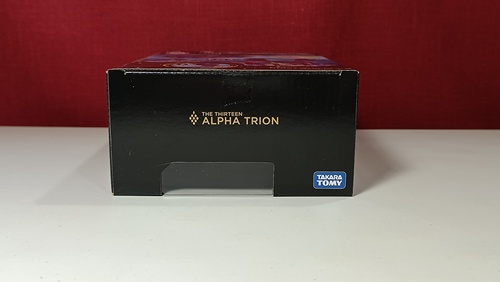 THE THIRTEEN
ALPHA TRION
TAKARA
TOMY